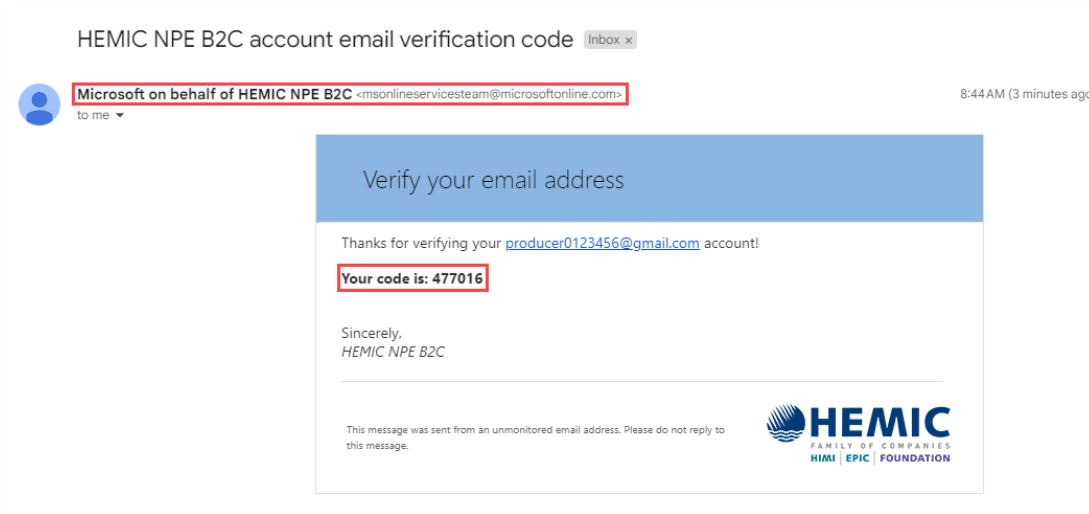 HEMIC NPE B2C account email verification code Inbox ×
Microsoft on behalf of HEMIC NPE B2C <msonlineservicesteam@microsoftonline.com>
8:44 AM (3 minutes ago
to me
Verify your email address
Thanks for verifying your producer0123456@gmail.com account!
Your code is: 477016
Sincerely,
HEMIC NPE B2C
This message was sent from an unmonitored email address. Please do not reply to
this message.
HEMIC
FAMILY OF COMPANIES
HIMI | EPIC | FOUNDATION